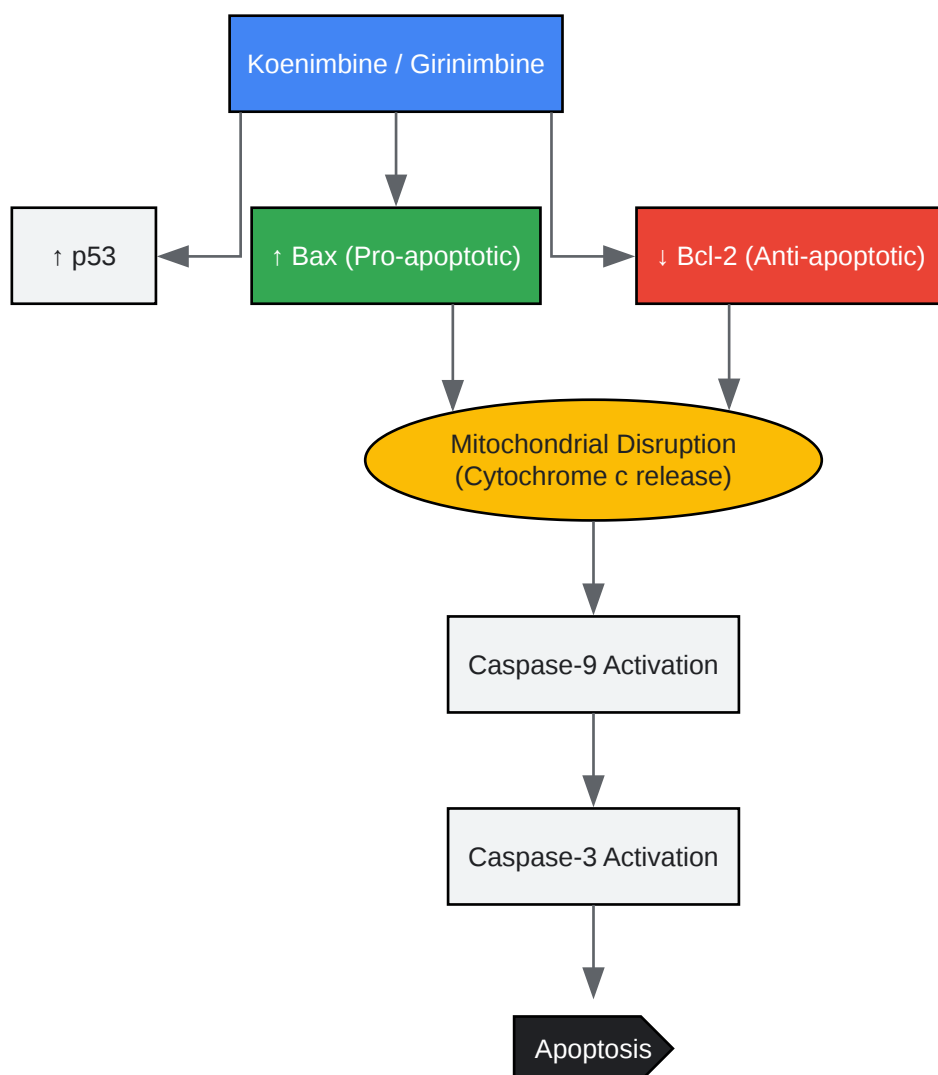 Koenimbine / Girinimbine
↑ p53
↑ Bax (Pro-apoptotic)
↓ Bcl-2 (Anti-apoptotic)
Mitochondrial Disruption
(Cytochrome c release)
Caspase-9 Activation
Caspase-3 Activation
Apoptosis